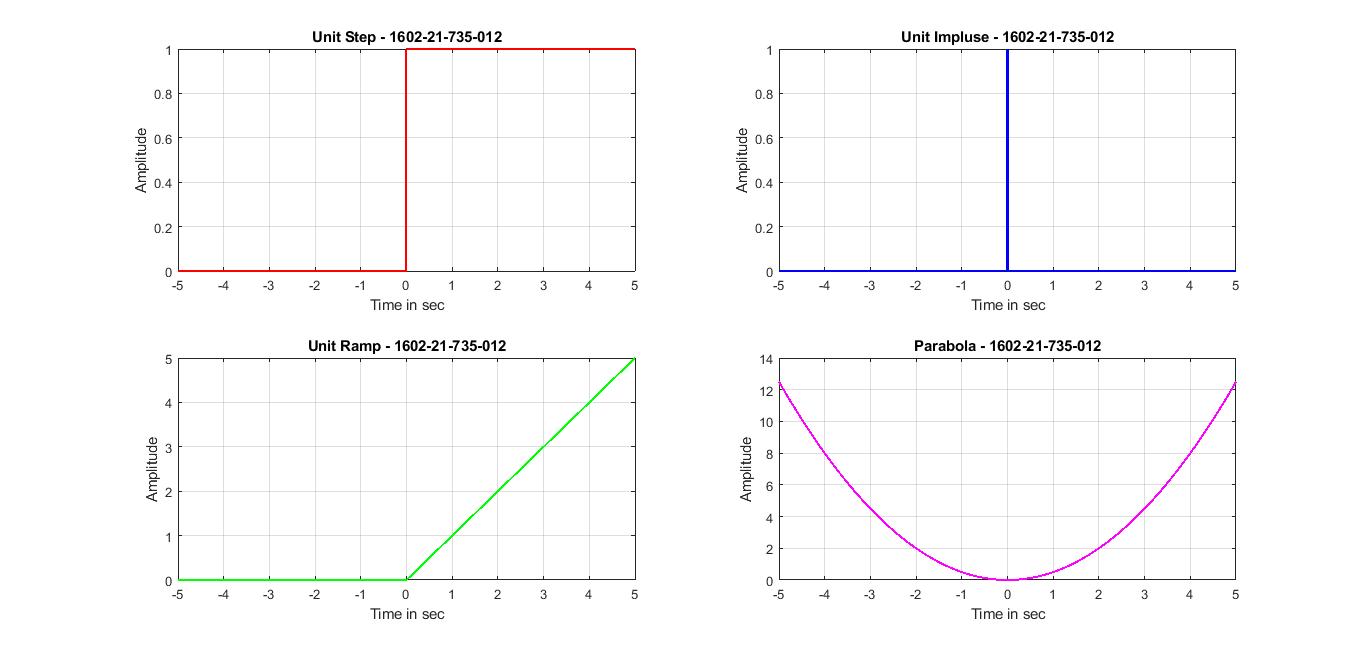 Unit Step - 1602-21-735-012
1
0.8
0.6
0.4
0.2
0
Amplitude
-5 -4 -3 -2 -1 0 1 2 3 4 5
Time in sec
Unit Impluse - 1602-21-735-012
1
0.8
0.6
0.4
0.2
0
Amplitude
-5 -4 -3 -2 -1 0 1 2 3 4 5
Time in sec
Unit Ramp - 1602-21-735-012
5
4
3
2
1
0
Amplitude
-5 -4 -3 -2 -1 0 1 2 3 4 5
Time in sec
Parabola - 1602-21-735-012
14
12
10
8
6
4
2
0
Amplitude
-5 -4 -3 -2 -1 0 1 2 3 4 5
Time in sec